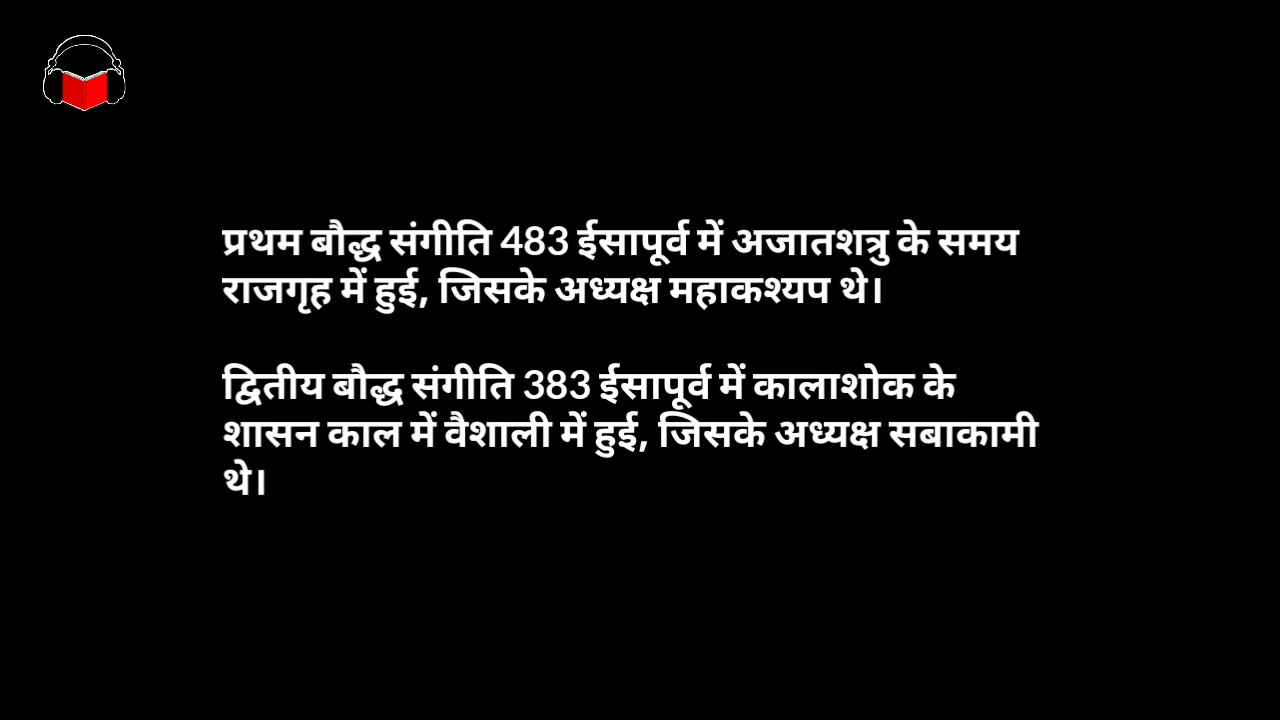 प्रथम बौद्ध संगीति 483 ईसापूर्व में अजातशत्रु के समय
राजगृह में हुई, जिसके अध्यक्ष महाकश्यप थे।
द्वितीय बौद्ध संगीति 383 ईसापूर्व में कालाशोक के
शासन काल में वैशाली में हुई, जिसके अध्यक्ष सबाकामी
थे।